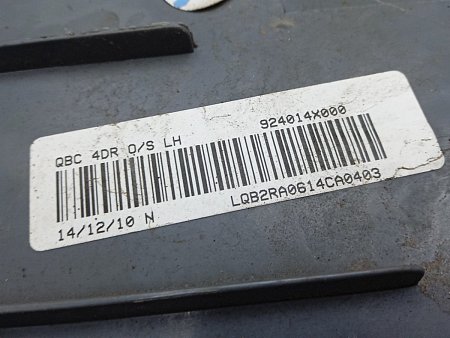 QBC 4DR O/S LH 924014X000
14/12/10 N LQB2RA0614CA0403